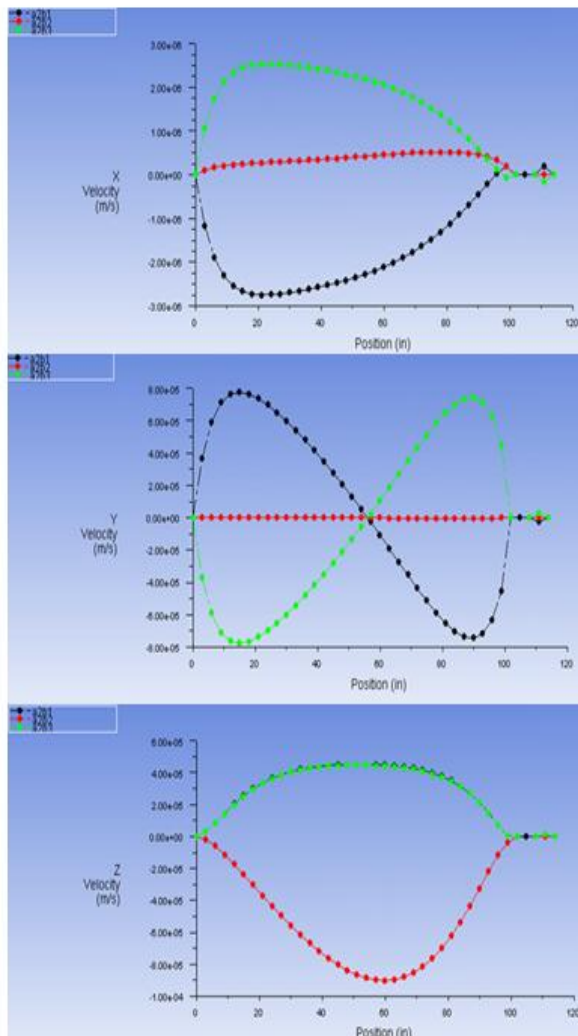 3.00e+06
2.00e+06
1.00e+06
X
Velocity
(m/s)
0.00e+00
-1.00e+06
-2.00e+06
-3.00e+06
0 20 40 60 80 100 120
Position (in)
8.00e+05
6.00e+05
4.00e+05
2.00e+05
Y
Velocity
(m/s)
0.00e+00
-2.00e+05
-4.00e+05
-6.00e+05
-8.00e+05
0 20 40 60 80 100 120
Position (in)
6.00e+05
4.00e+05
2.00e+05
0.00e+00
Z
Velocity
(m/s)
-2.00e+05
-4.00e+05
-6.00e+05
-8.00e+05
-1.00e+04
0 20 40 60 80 100 120
Position (in)